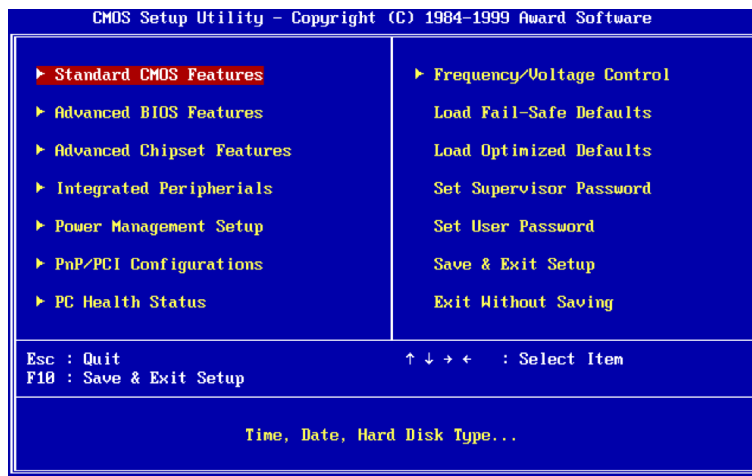 CMOS Setup Utility – Copyright (C) 1984–1999 Award Software
▶ Standard CMOS Features
▶ Advanced BIOS Features
▶ Advanced Chipset Features
▶ Integrated Peripherials
▶ Power Management Setup
▶ PnP/PCI Configurations
▶ PC Health Status
▶ Frequency/Voltage Control
Load Fail–Safe Defaults
Load Optimized Defaults
Set Supervisor Password
Set User Password
Save & Exit Setup
Exit Without Saving
Esc : Quit
F10 : Save & Exit Setup
↑ ↓ → ← : Select Item
Time, Date, Hard Disk Type...